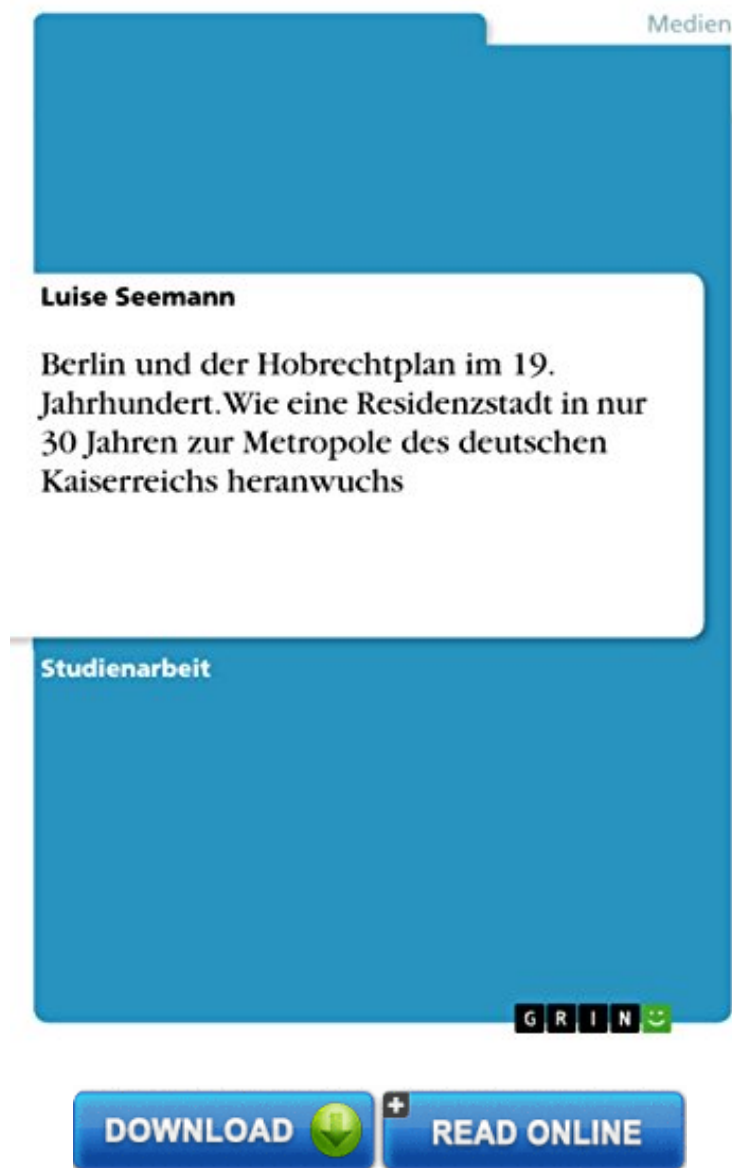 Medien
Luise Seemann
Berlin und der Hobrechtplan im 19.
Jahrhundert. Wie eine Residenzstadt in nur
30 Jahren zur Metropole des deutschen
Kaiserreichs heranwuchs
Studienarbeit
GRIN
DOWNLOAD
READ ONLINE